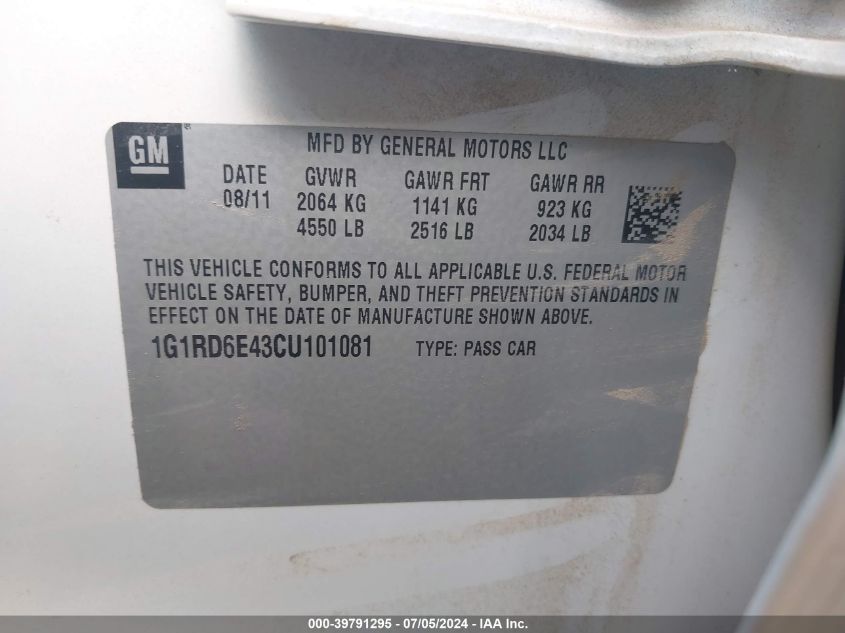 GM
MFD BY GENERAL MOTORS LLC
DATE GVWR GAWR FRT GAWR RR
08/11 2064 KG 1141 KG 923 KG
4550 LB 2516 LB 2034 LB
THIS VEHICLE CONFORMS TO ALL APPLICABLE U.S. FEDERAL MOTOR
VEHICLE SAFETY, BUMPER, AND THEFT PREVENTION STANDARDS IN
EFFECT ON THE DATE OF MANUFACTURE SHOWN ABOVE.
1G1RD6E43CU101081 TYPE: PASS CAR
000-39791295 - 07/05/2024 - IAA Inc.